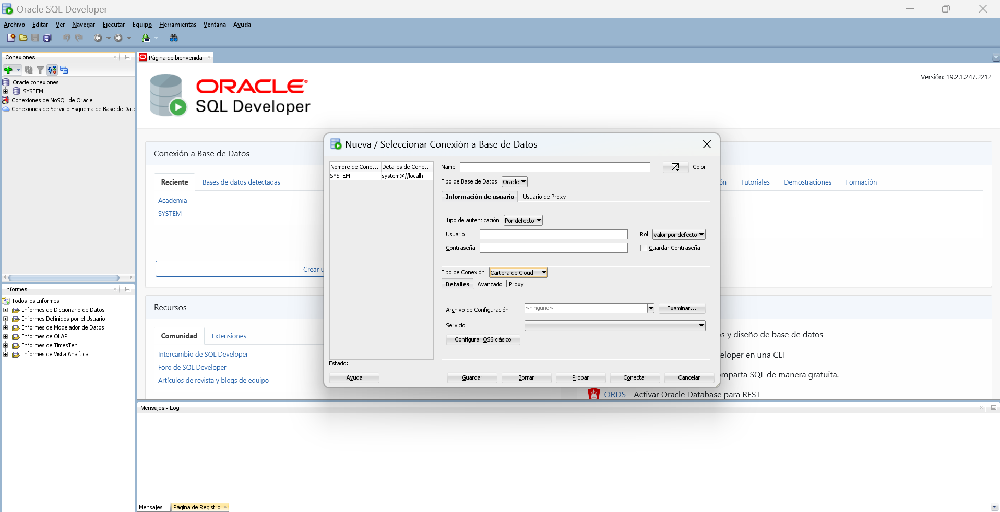 Oracle SQL Developer
Archivo Editar Ver Navegar Ejecutar Equipo Herramientas Ventana Ayuda
Conexiones
Oracle conexiones
SYSTEM
Conexiones de NoSQL de Oracle
Conexiones de Servicio Esquema de Base de Dato
Informes
Todos los Informes
Informes de Diccionario de Datos
Informes Definidos por el Usuario
Informes de Modelador de Datos
Informes de OLAP
Informes de TimesTen
Informes de Vista Analítica
Página de bienvenida
ORACLE
SQL Developer
Versión: 19.2.1.247.2212
Conexión a Base de Datos
Reciente Bases de datos detectadas
Academia
SYSTEM
Crear u
ón Tutoriales Demostraciones Formación
Recursos
Comunidad Extensiones
Intercambio de SQL Developer
Foro de SQL Developer
Artículos de revista y blogs de equipo
os y diseño de base de datos
eloper en una CLI
omparta SQL de manera gratuita.
ORDS - Activar Oracle Database para REST
Nueva / Seleccionar Conexión a Base de Datos
Nombre de Cone... Detalles de Cone...
SYSTEM system@//localh...
Name Color
Tipo de Base de Datos Oracle
Información de usuario Usuario de Proxy
Tipo de autenticación Por defecto
Usuario Rol valor por defecto
Contraseña Guardar Contraseña
Tipo de Conexión Cartera de Cloud
Detalles Avanzado Proxy
Archivo de Configuración ~ninguno~ Examinar...
Servicio
Configurar OSS clásico
Estado:
Ayuda Guardar Borrar Probar Conectar Cancelar
Mensajes - Log
Mensajes Página de Registro